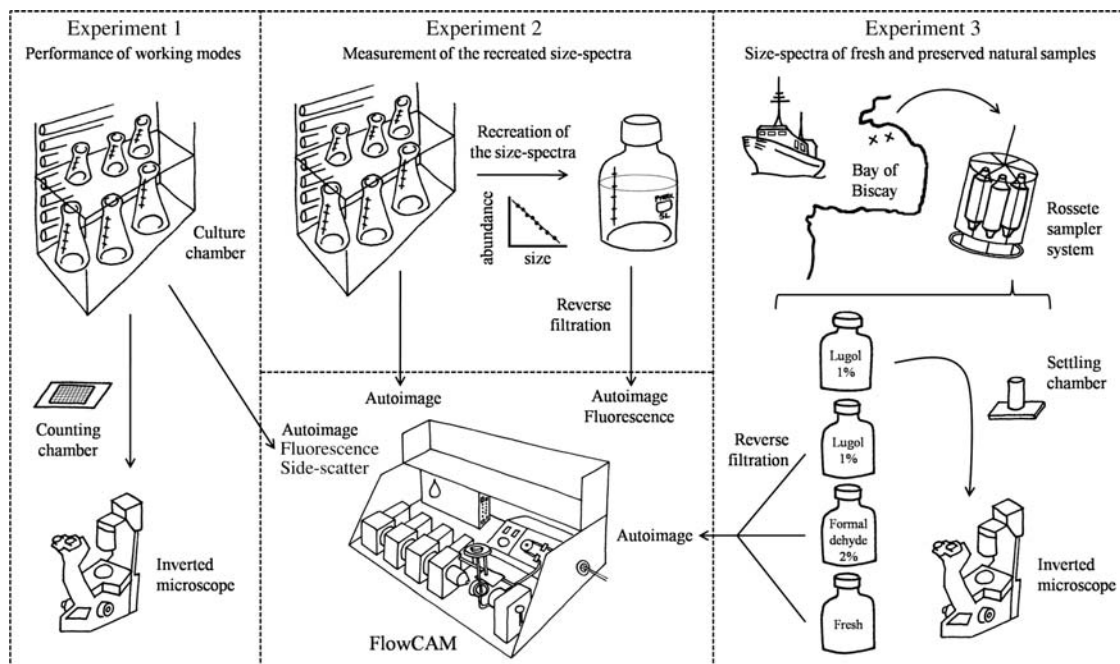 Experiment 1
Performance of working modes
Culture
chamber
Counting
chamber
Inverted
microscope
Experiment 2
Measurement of the recreated size-spectra
Recreation of
the size-spectra
abundance
size
5L
Reverse
filtration
Autoimage
Autoimage
Fluorescence
Autoimage
Fluorescence
Side-scatter
FlowCAM
Experiment 3
Size-spectra of fresh and preserved natural samples
Bay of
Biscay
Rossete
sampler
system
Lugol
1%
Settling
chamber
Reverse
filtration
Lugol
1%
Autoimage
Formal
dehyde
2%
Inverted
microscope
Fresh